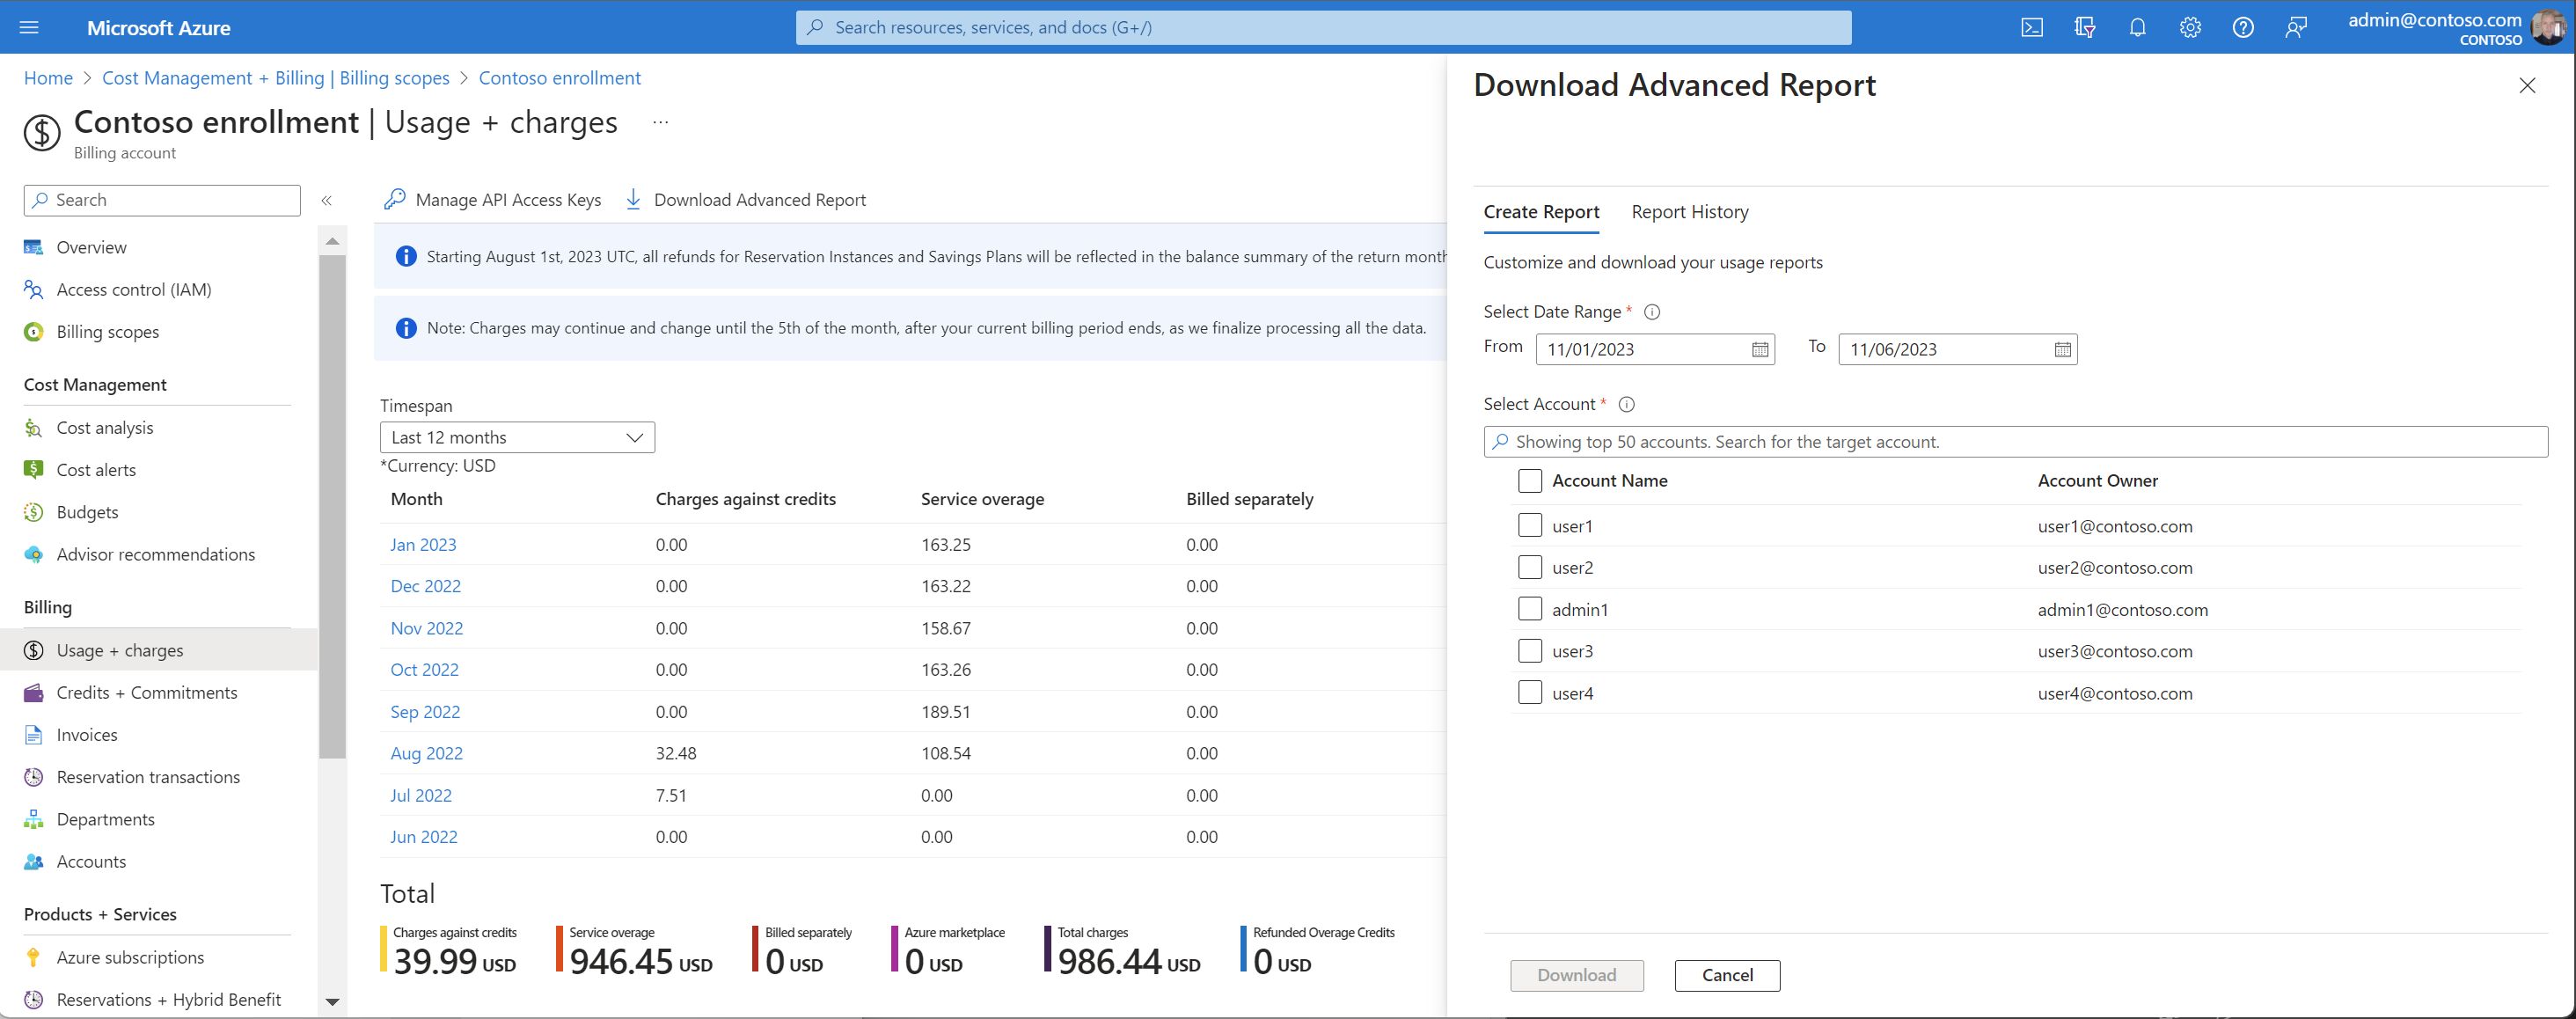 Microsoft Azure
Search resources, services, and docs (G+/)
admin@contoso.com
CONTOSO
Home > Cost Management + Billing | Billing scopes > Contoso enrollment
Contoso enrollment | Usage + charges ...
Billing account
Search
«
Overview
Access control (IAM)
Billing scopes
Cost Management
Cost analysis
Cost alerts
Budgets
Advisor recommendations
Billing
Usage + charges
Credits + Commitments
Invoices
Reservation transactions
Departments
Accounts
Products + Services
Azure subscriptions
Reservations + Hybrid Benefit
Manage API Access Keys Download Advanced Report
Starting August 1st, 2023 UTC, all refunds for Reservation Instances and Savings Plans will be reflected in the balance summary of the return month
Note: Charges may continue and change until the 5th of the month, after your current billing period ends, as we finalize processing all the data.
Timespan
Last 12 months
*Currency: USD
Month Charges against credits Service overage Billed separately
Jan 2023 0.00 163.25 0.00
Dec 2022 0.00 163.22 0.00
Nov 2022 0.00 158.67 0.00
Oct 2022 0.00 163.26 0.00
Sep 2022 0.00 189.51 0.00
Aug 2022 32.48 108.54 0.00
Jul 2022 7.51 0.00 0.00
Jun 2022 0.00 0.00 0.00
Total
Charges against credits
39.99 USD
Service overage
946.45 USD
Billed separately
0 USD
Azure marketplace
0 USD
Total charges
986.44 USD
Refunded Overage Credits
0 USD
Download Advanced Report
Create Report Report History
Customize and download your usage reports
Select Date Range *
From 11/01/2023 To 11/06/2023
Select Account *
Showing top 50 accounts. Search for the target account.
Account Name Account Owner
user1 user1@contoso.com
user2 user2@contoso.com
admin1 admin1@contoso.com
user3 user3@contoso.com
user4 user4@contoso.com
Download Cancel